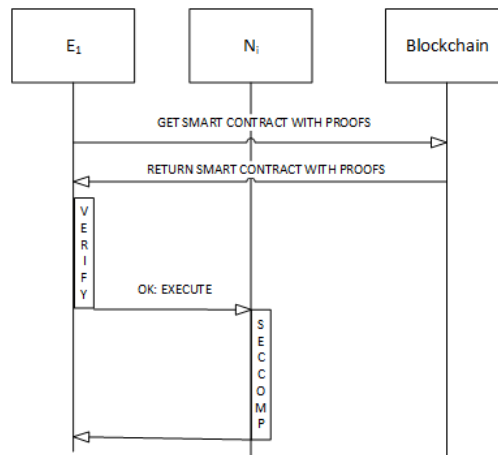 E₁
Nᵢ
Blockchain
GET SMART CONTRACT WITH PROOFS
RETURN SMART CONTRACT WITH PROOFS
VERIFY
OK: EXECUTE
SECCOMP